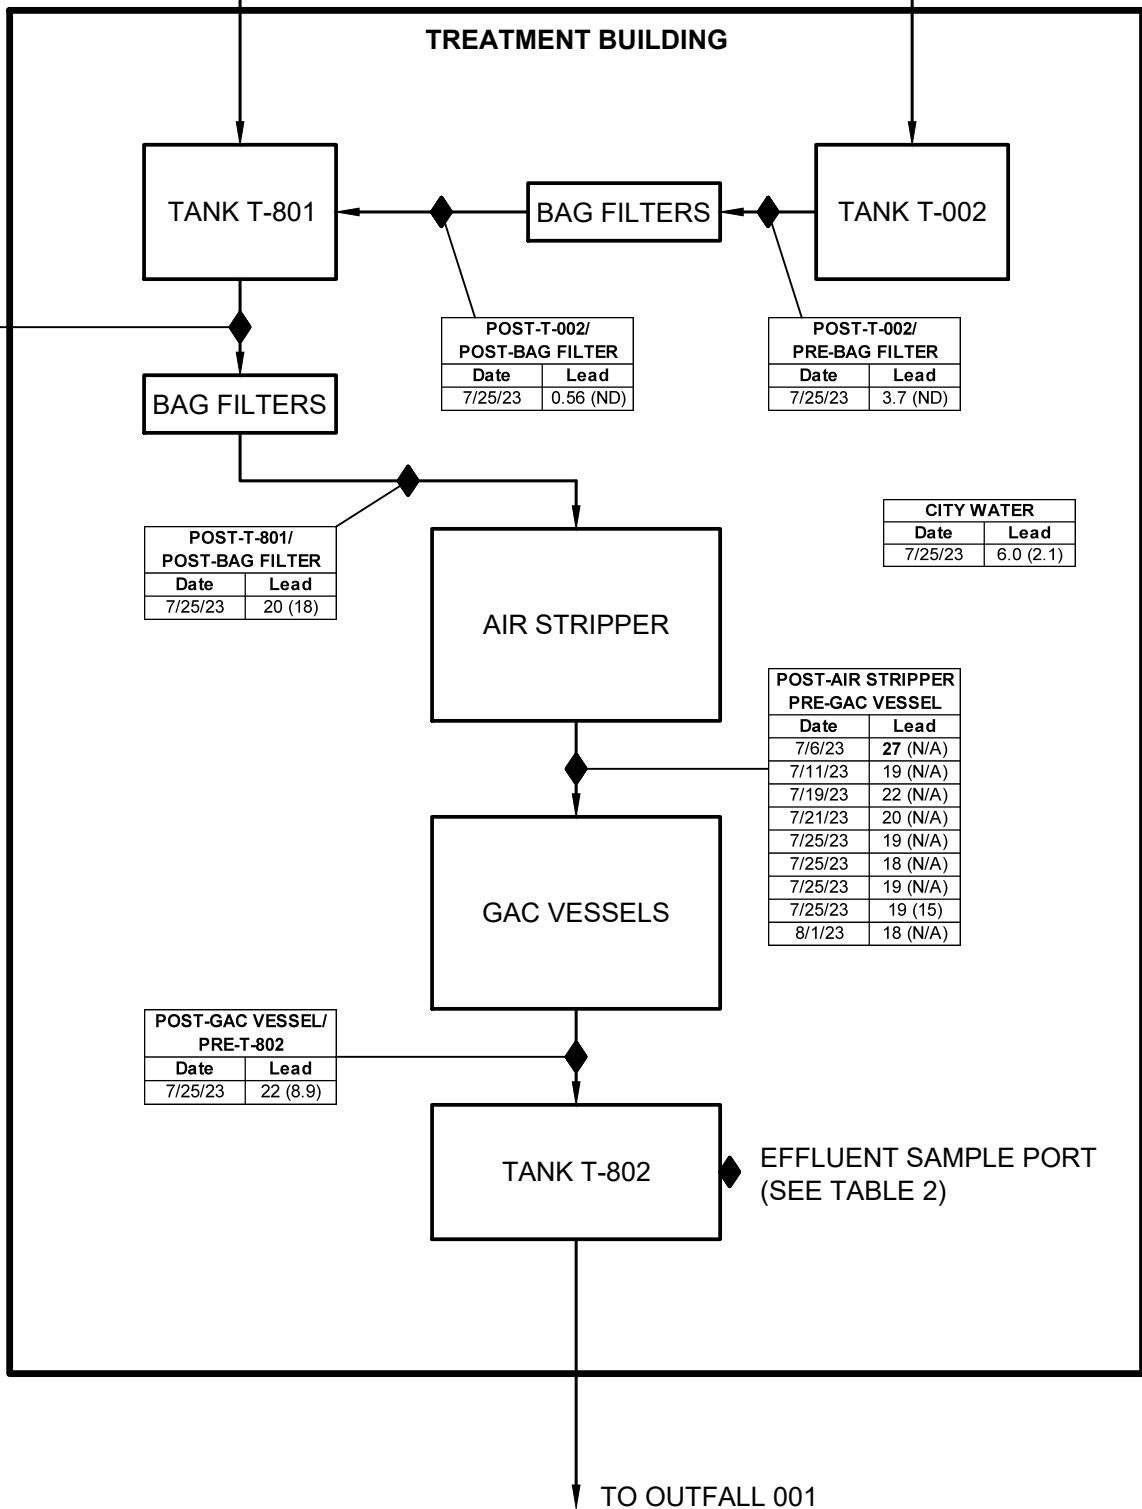 TREATMENT BUILDING
TANK T-801
BAG FILTERS
TANK T-002
POST-T-002/
POST-BAG FILTER
Date Lead
7/25/23 0.56 (ND)
POST-T-002/
PRE-BAG FILTER
Date Lead
7/25/23 3.7 (ND)
BAG FILTERS
POST-T-801/
POST-BAG FILTER
Date Lead
7/25/23 20 (18)
CITY WATER
Date Lead
7/25/23 6.0 (2.1)
AIR STRIPPER
POST-AIR STRIPPER
PRE-GAC VESSEL
Date Lead
7/6/23 27 (N/A)
7/11/23 19 (N/A)
7/19/23 22 (N/A)
7/21/23 20 (N/A)
7/25/23 19 (N/A)
7/25/23 18 (N/A)
7/25/23 19 (N/A)
7/25/23 19 (15)
8/1/23 18 (N/A)
GAC VESSELS
POST-GAC VESSEL/
PRE-T-802
Date Lead
7/25/23 22 (8.9)
TANK T-802
EFFLUENT SAMPLE PORT
(SEE TABLE 2)
TO OUTFALL 001